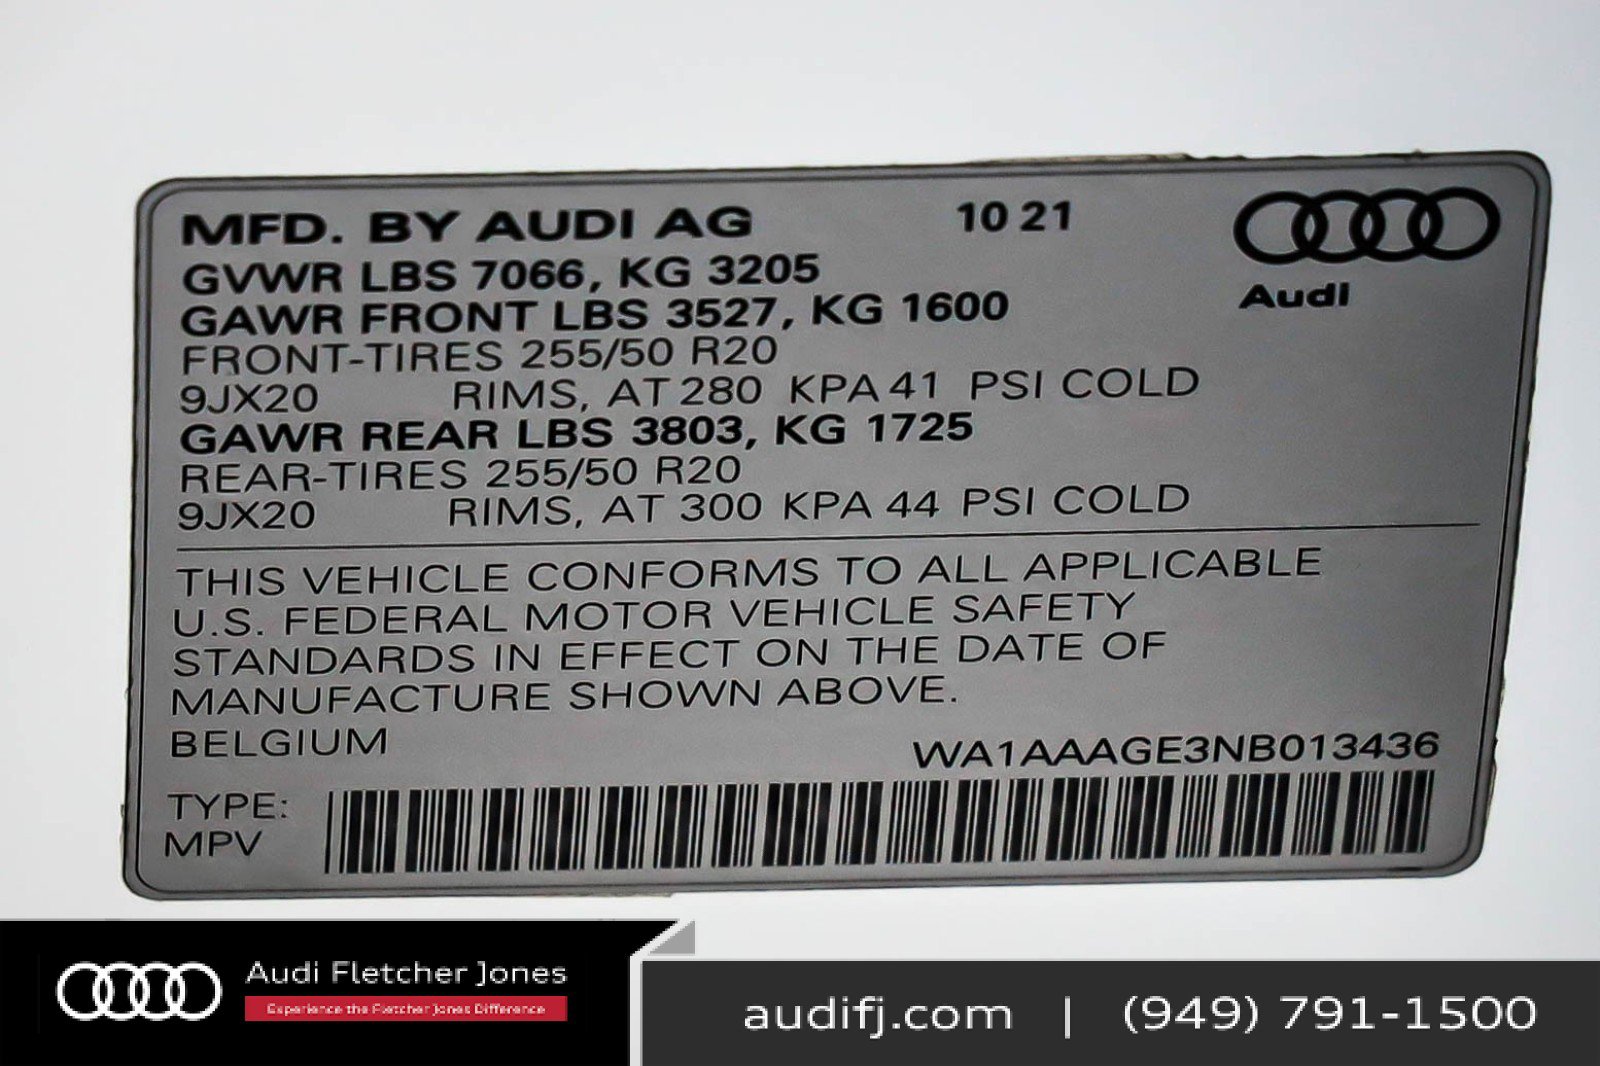 MFD. BY AUDI AG 10 21
GVWR LBS 7066, KG 3205
GAWR FRONT LBS 3527, KG 1600
Audi
FRONT-TIRES 255/50 R20
9JX20 RIMS, AT 280 KPA 41 PSI COLD
GAWR REAR LBS 3803, KG 1725
REAR-TIRES 255/50 R20
9JX20 RIMS, AT 300 KPA 44 PSI COLD
THIS VEHICLE CONFORMS TO ALL APPLICABLE
U.S. FEDERAL MOTOR VEHICLE SAFETY
STANDARDS IN EFFECT ON THE DATE OF
MANUFACTURE SHOWN ABOVE.
BELGIUM WA1AAAGE3NB013436
TYPE:
MPV
Audi Fletcher Jones
Experience the Fletcher Jones Difference
audifj.com | (949) 791-1500